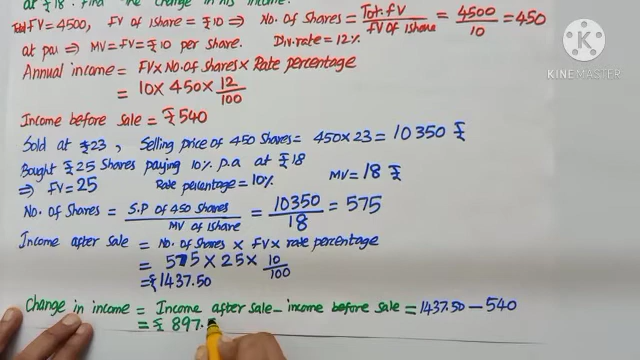 at ₹18. Find the change in his income.
Total FV = 4500, FV of 1share = ₹10 ⇒ No. of Shares = Tot.FV / FV of 1share = 4500 / 10 = 450
at par ⇒ MV = FV = ₹10 per share. Div.rate = 12%
Annual income = FV × No. of Shares × Rate percentage
= 10 × 450 × 12/100
Income before sale = ₹540
Sold at ₹23, Selling price of 450 Shares = 450 × 23 = 10350 ₹
Bought ₹25 Shares paying 10% p.a at ₹18
⇒ FV = 25 Rate percentage = 10% MV = 18 ₹
No. of Shares = S.P of 450 Shares / MV of 1share = 10350 / 18 = 575
Income after sale = No. of Shares × FV × rate percentage
= 575 × 25 × 10/100
= ₹1437.50
Change in income = Income after sale - income before sale = 1437.50 - 540
= ₹ 897.
KINEMASTER